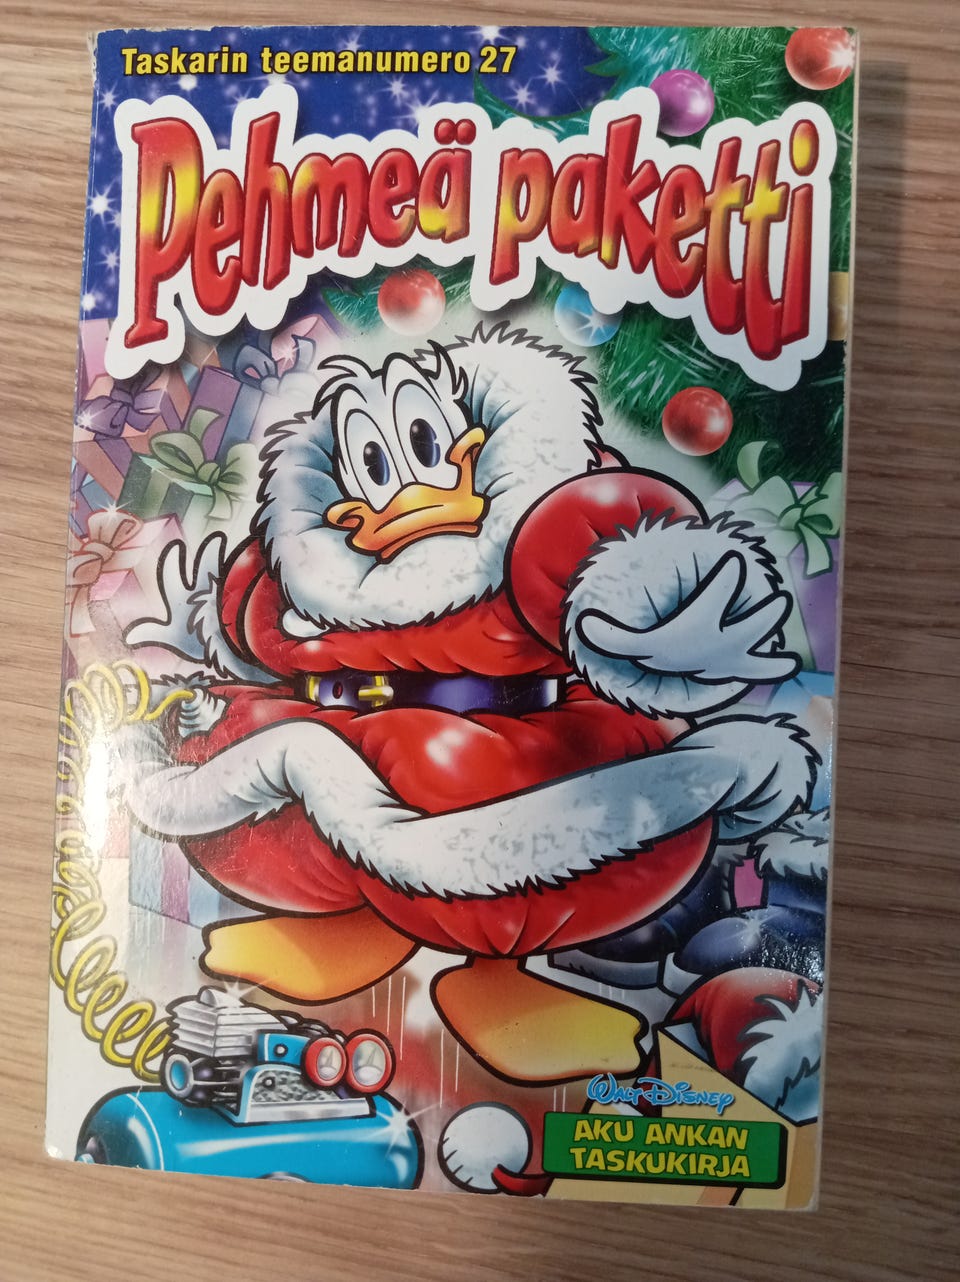 Taskarin teemanumero 27
Pehmeä paketti
Walt Disney
AKU ANKAN
TASKUKIRJA